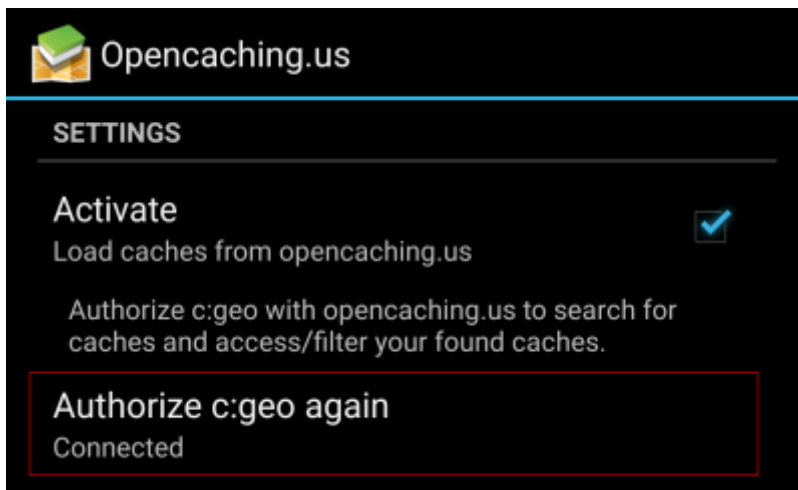 Opencaching.us
SETTINGS
Activate
Load caches from opencaching.us
Authorize c:geo with opencaching.us to search for
caches and access/filter your found caches.
Authorize c:geo again
Connected